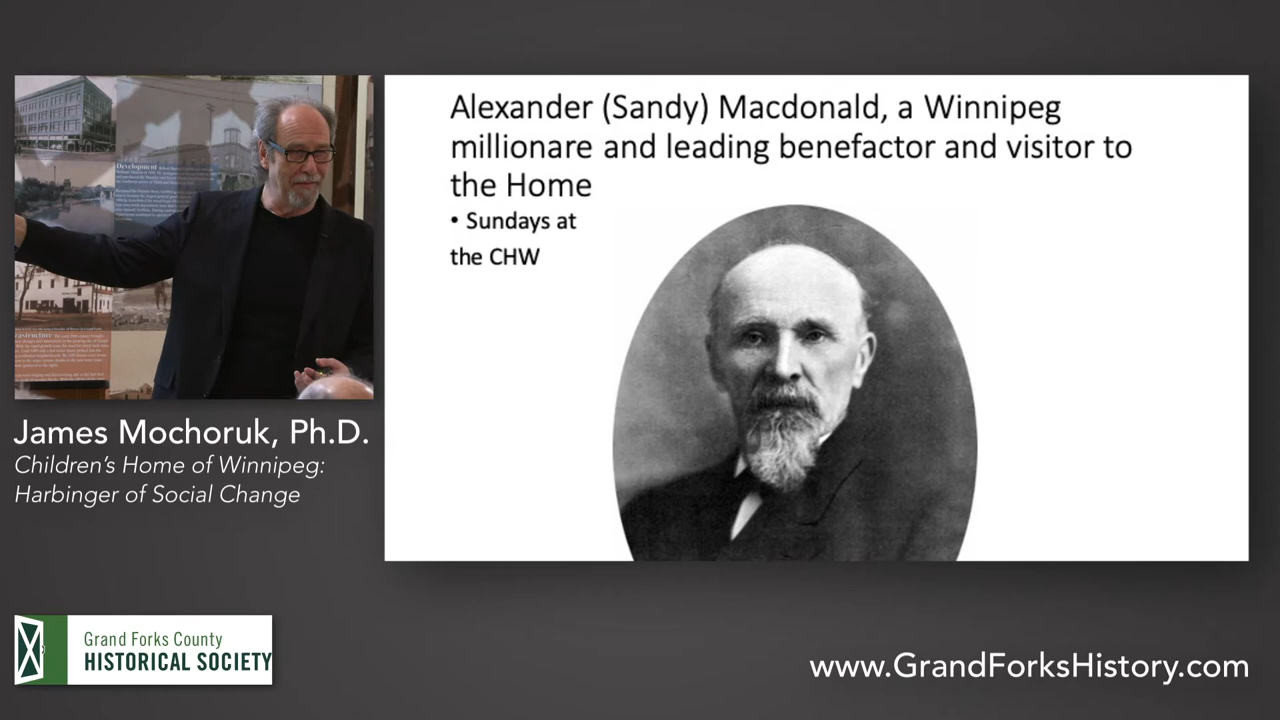 Alexander (Sandy) Macdonald, a Winnipeg
millionare and leading benefactor and visitor to
the Home
• Sundays at
the CHW
Development
James Mochoruk, Ph.D.
Children's Home of Winnipeg:
Harbinger of Social Change
Grand Forks County
HISTORICAL SOCIETY
www.GrandForksHistory.com